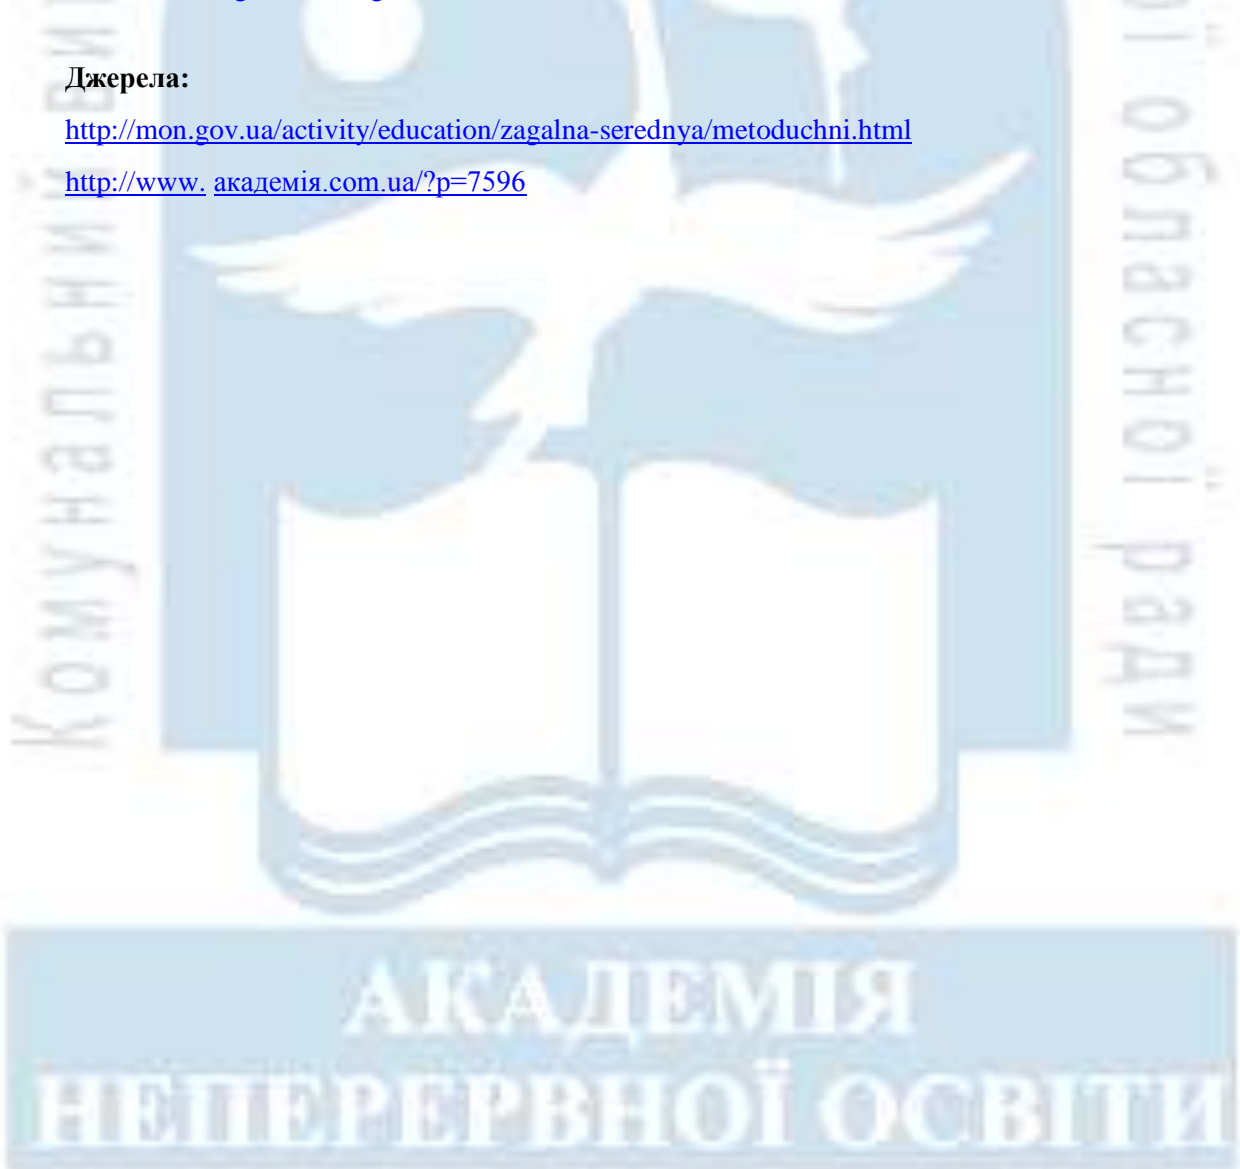 Джерела:
http://mon.gov.ua/activity/education/zagalna-serednya/metoduchni.html
http://www. академія.com.ua/?p=7596
Комунальний
ої обласної ради
АКАДЕМІЯ
НЕПЕРЕРВНОЇ ОСВІТИ